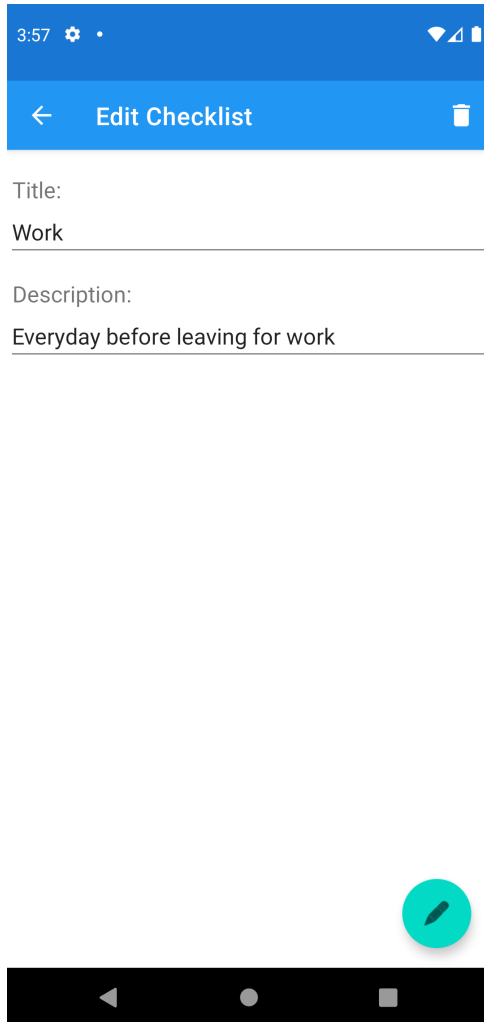 3:57
Edit Checklist
Title:
Work
Description:
Everyday before leaving for work